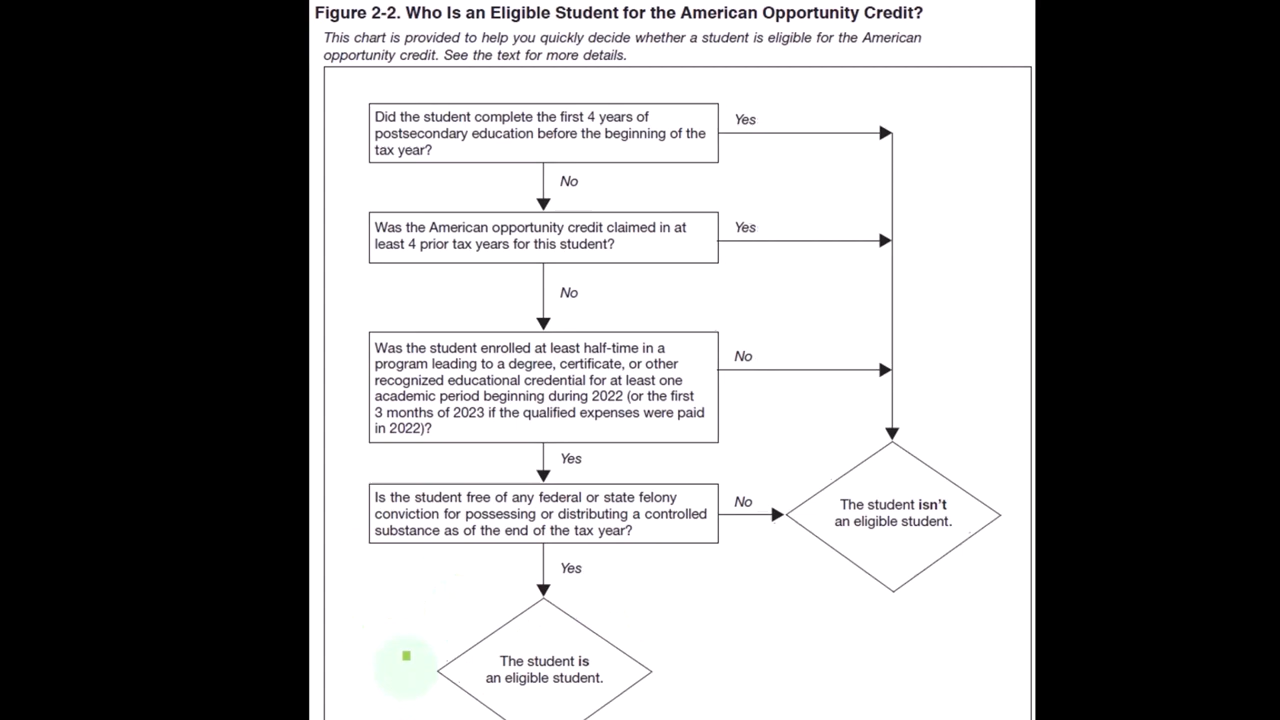 Figure 2-2. Who Is an Eligible Student for the American Opportunity Credit?
This chart is provided to help you quickly decide whether a student is eligible for the American
opportunity credit. See the text for more details.
Did the student complete the first 4 years of
postsecondary education before the beginning of the
tax year?
Yes
No
Was the American opportunity credit claimed in at
least 4 prior tax years for this student?
Yes
No
Was the student enrolled at least half-time in a
program leading to a degree, certificate, or other
recognized educational credential for at least one
academic period beginning during 2022 (or the first
3 months of 2023 if the qualified expenses were paid
in 2022)?
No
Yes
Is the student free of any federal or state felony
conviction for possessing or distributing a controlled
substance as of the end of the tax year?
No
The student isn't
an eligible student.
Yes
The student is
an eligible student.